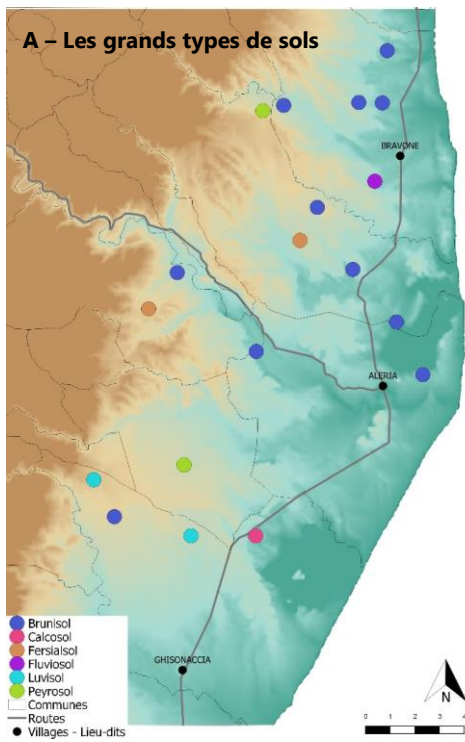 A – Les grands types de sols
BRAVONE
ALERIA
GHISONACCIA
Brunisol
Calcosol
Fersialsol
Fluviosol
Luvisol
Peyrosol
Communes
Routes
Villages - Lieu-dits
N
0 1 2 3 4